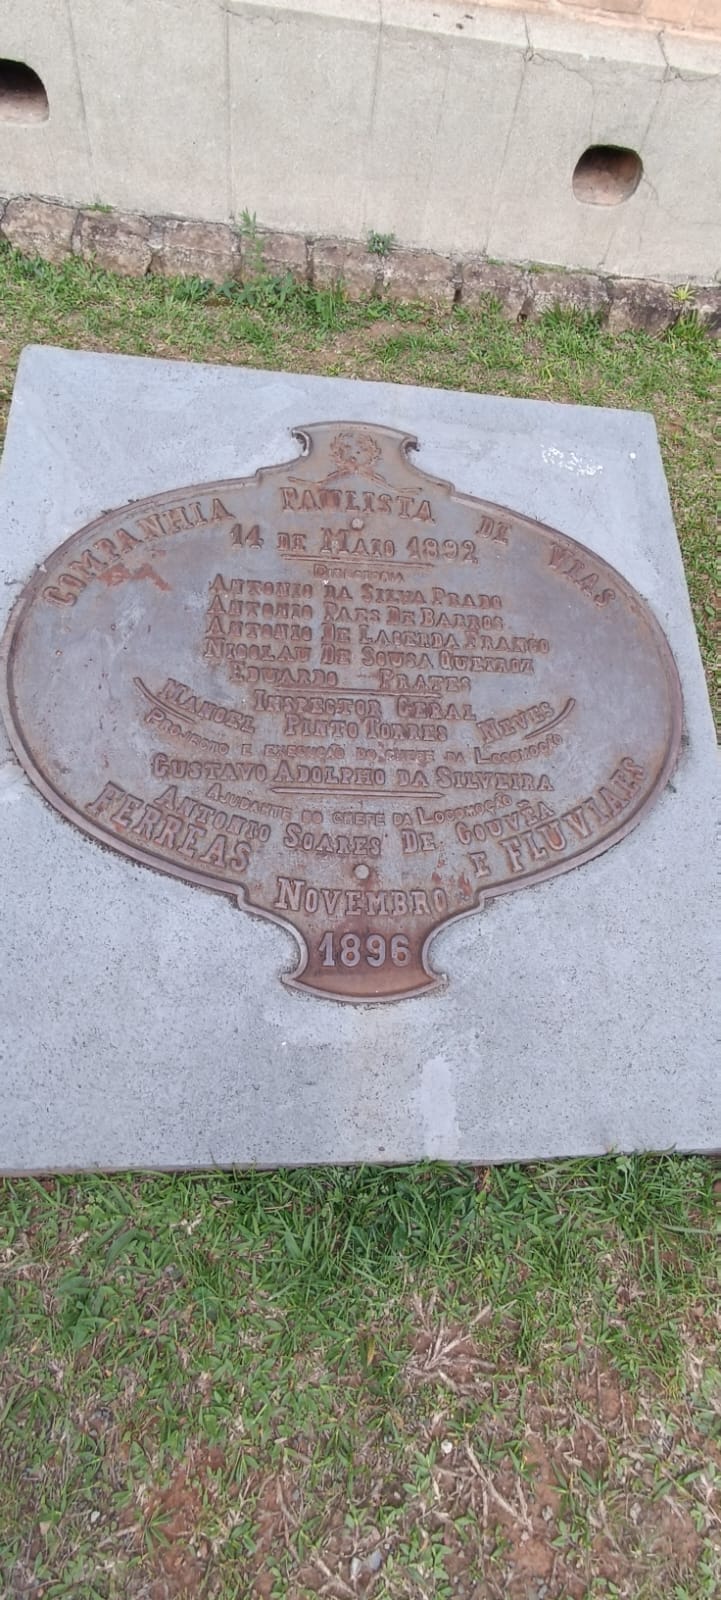 COMPANHIA PAULISTA DE VIAS
14 DE MAIO 1892
DIRECTORIA
ANTONIO DA SILVA PRADO
ANTONIO PAES DE BARROS
ANTONIO DE LACERDA FRANCO
NICOLAU DE SOUSA QUEIROZ
EDUARDO PRATES
INSPECTOR GERAL
MANOEL PINTO TORRES NEVES
PROJECTO E EXECUÇÃO DO CHEFE DA LOCOMOÇÃO
GUSTAVO ADOLPHO DA SILVEIRA
AJUDANTE DO CHEFE DA LOCOMOÇÃO
ANTONIO SOARES DE GOUVÊA
FERREAS E FLUVIAES
NOVEMBRO
1896